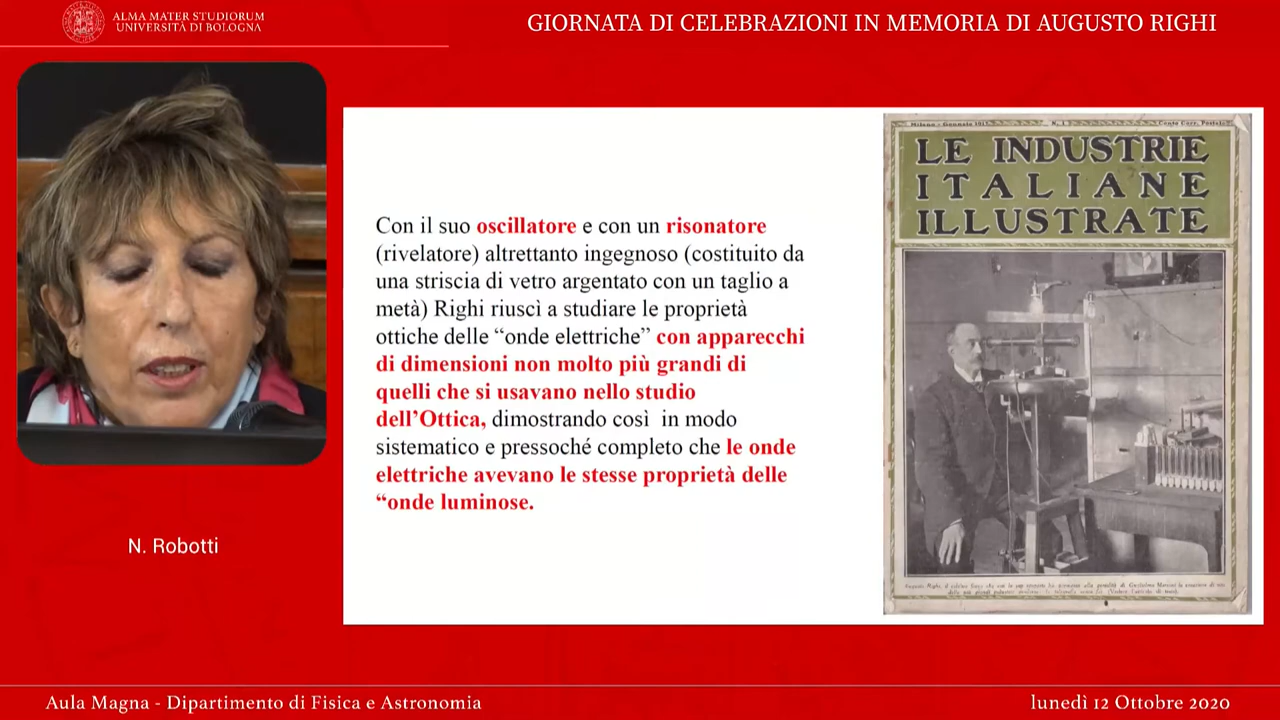 ALMA MATER STUDIORUM
UNIVERSITÀ DI BOLOGNA
GIORNATA DI CELEBRAZIONI IN MEMORIA DI AUGUSTO RIGHI
Con il suo oscillatore e con un risonatore
(rivelatore) altrettanto ingegnoso (costituito da
una striscia di vetro argentato con un taglio a
metà) Righi riuscì a studiare le proprietà
ottiche delle “onde elettriche” con apparecchi
di dimensioni non molto più grandi di
quelli che si usavano nello studio
dell’Ottica, dimostrando così in modo
sistematico e pressoché completo che le onde
elettriche avevano le stesse proprietà delle
“onde luminose.
LE INDUSTRIE
ITALIANE
ILLUSTRATE
N. Robotti
Aula Magna - Dipartimento di Fisica e Astronomia
lunedì 12 Ottobre 2020